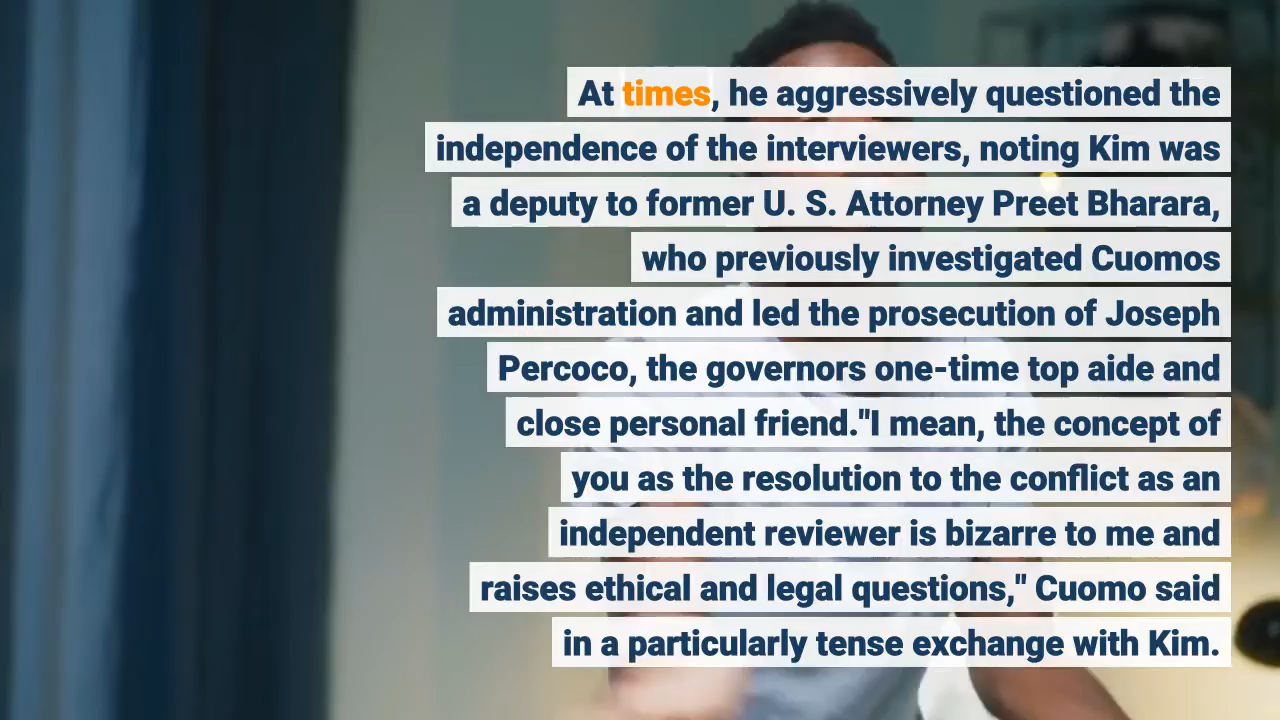 At times, he aggressively questioned the
independence of the interviewers, noting Kim was
a deputy to former U. S. Attorney Preet Bharara,
who previously investigated Cuomos
administration and led the prosecution of Joseph
Percoco, the governors one-time top aide and
close personal friend."I mean, the concept of
you as the resolution to the conflict as an
independent reviewer is bizarre to me and
raises ethical and legal questions," Cuomo said
in a particularly tense exchange with Kim.